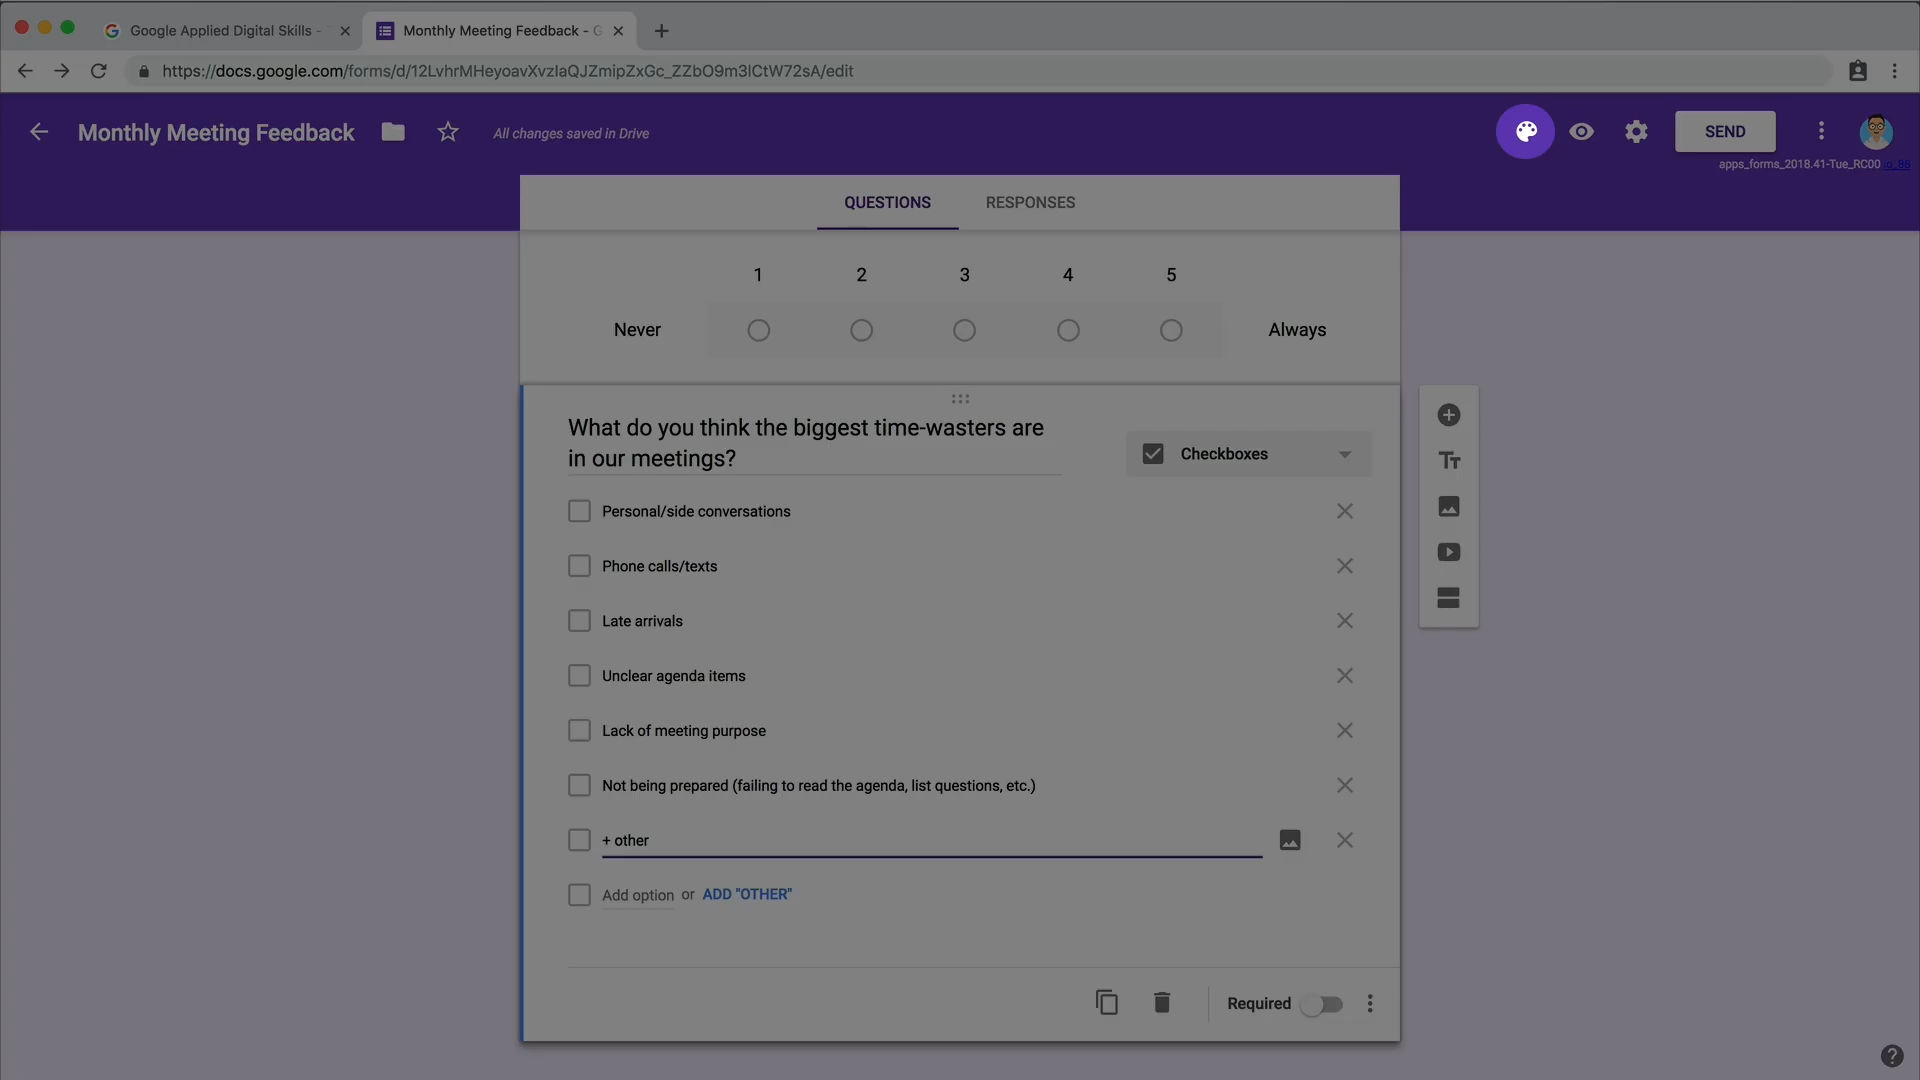 Google Applied Digital Skills -
Monthly Meeting Feedback - G
https://docs.google.com/forms/d/12LvhrMHeyoavXvzIaQJZmipZxGc_ZZbO9m3lCtW72sA/edit
Monthly Meeting Feedback
All changes saved in Drive
SEND
apps_forms_2018.41-Tue_RC00
QUESTIONS RESPONSES
1 2 3 4 5
Never Always
What do you think the biggest time-wasters are
in our meetings?
Checkboxes
Personal/side conversations
Phone calls/texts
Late arrivals
Unclear agenda items
Lack of meeting purpose
Not being prepared (failing to read the agenda, list questions, etc.)
+ other
Add option or ADD "OTHER"
Required